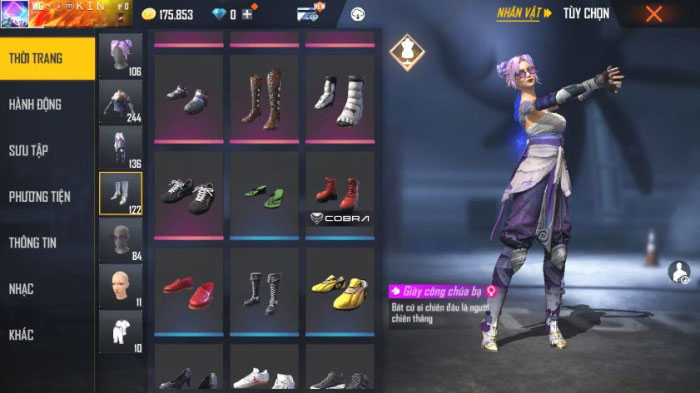 175.853
0
NHÂN VẬT
TÙY CHỌN
THỜI TRANG
106
HÀNH ĐỘNG
244
SƯU TẬP
136
PHƯƠNG TIỆN
122
COBRA
THÔNG TIN
84
NHẠC
11
KHÁC
10
Giày công chúa bạ
Bất cứ ai chiến đấu là người
chiến thắng